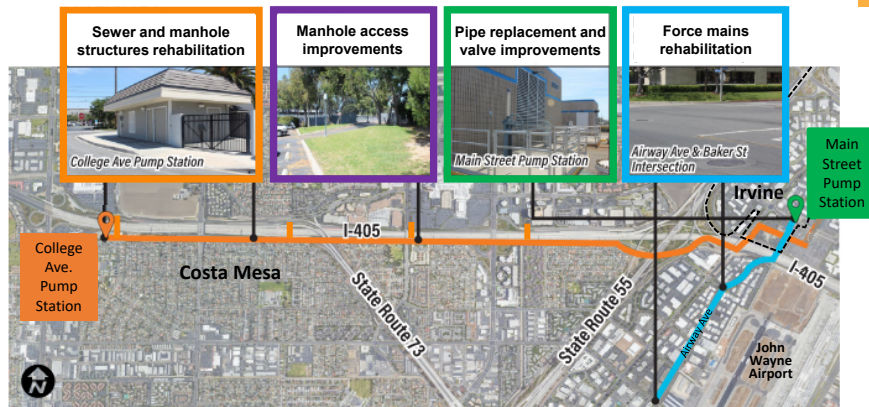 Sewer and manhole
structures rehabilitation
College Ave Pump Station
Manhole access
improvements
Pipe replacement and
valve improvements
Main Street Pump Station
Force mains
rehabilitation
Airway Ave & Baker St
Intersection
Main
Street
Pump
Station
Irvine
I-405
I-405
College
Ave.
Pump
Station
Costa Mesa
State Route 73
State Route 55
Airway Ave
John
Wayne
Airport
N